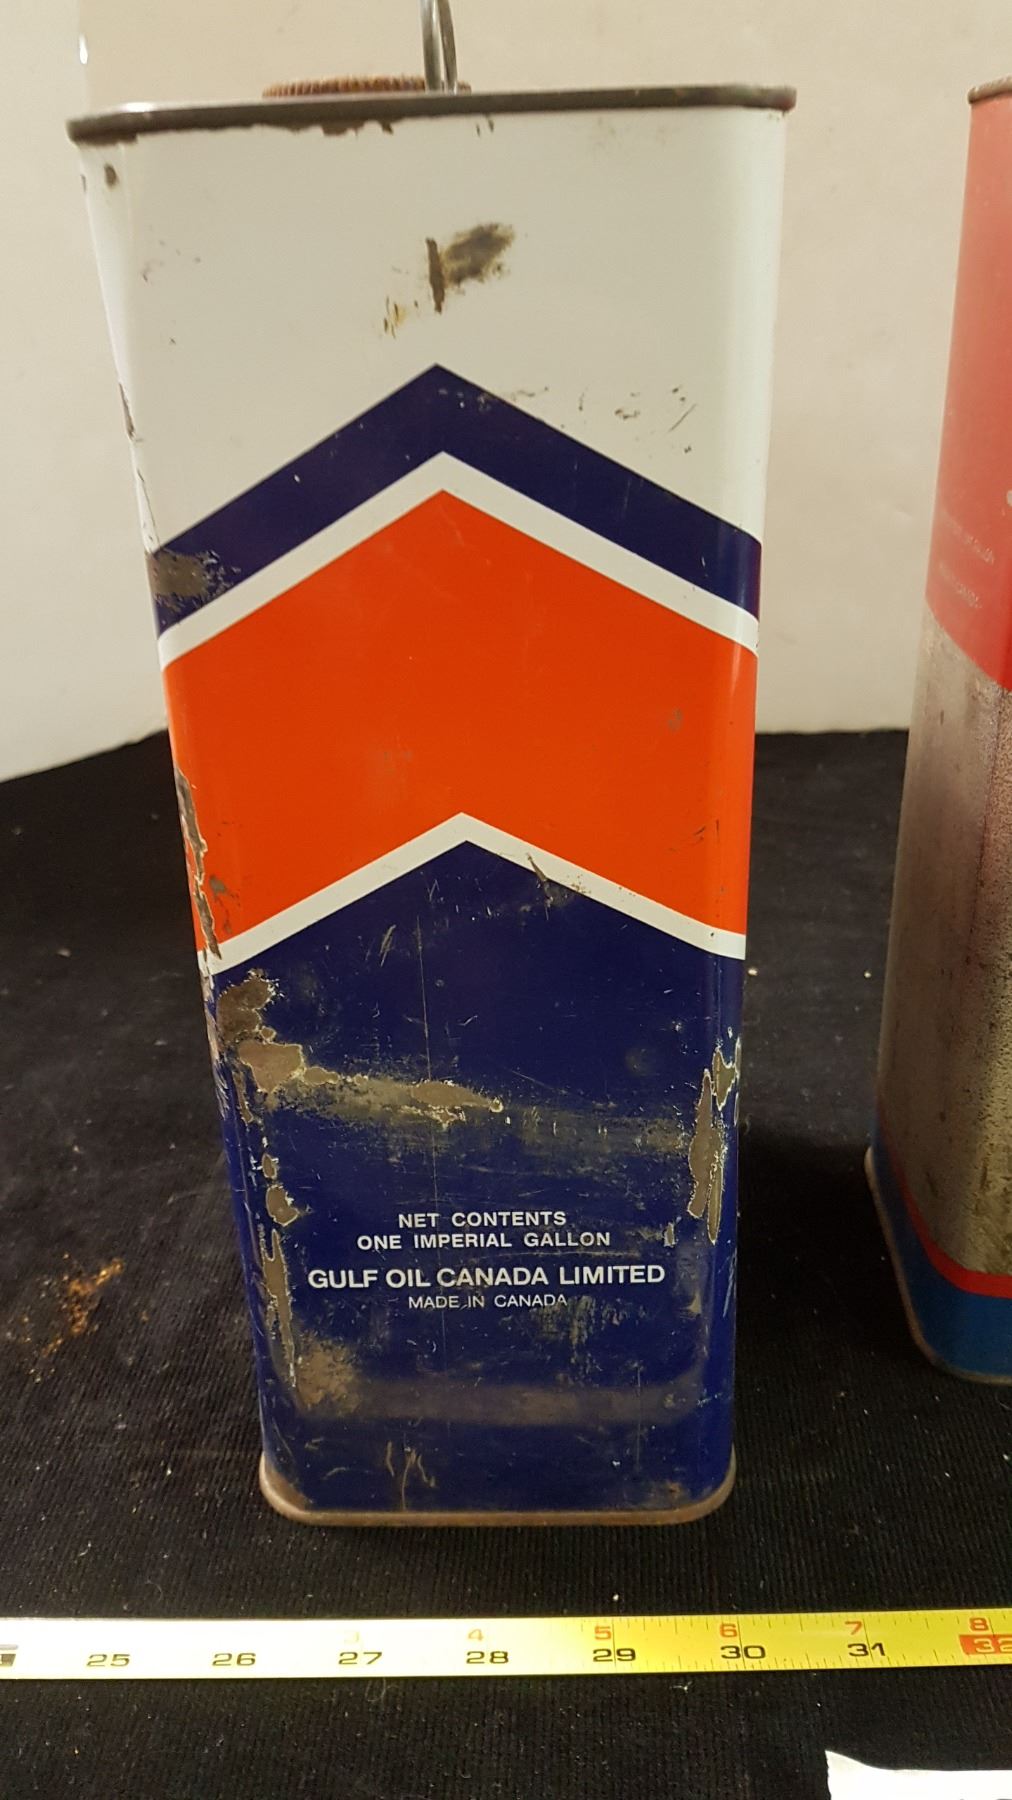 NET CONTENTS
ONE IMPERIAL GALLON
GULF OIL CANADA LIMITED
MADE IN CANADA
3 4 5 6 7 8
25 26 27 28 29 30 31 32